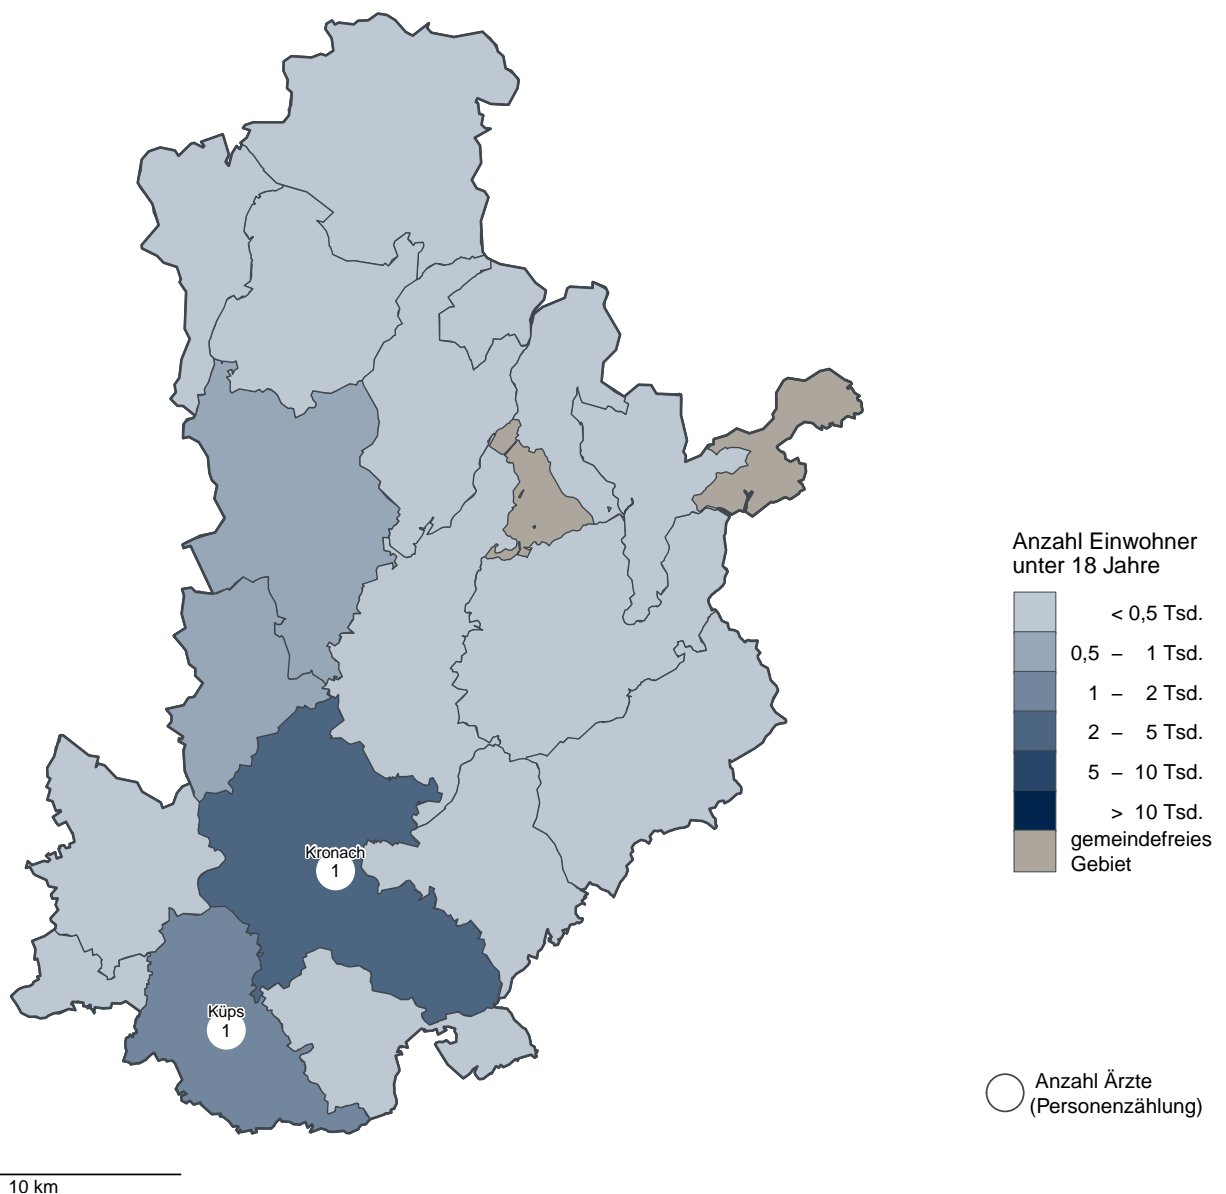 Kronach
1
Küps
1
Anzahl Einwohner
unter 18 Jahre
< 0,5 Tsd.
0,5 – 1 Tsd.
1 – 2 Tsd.
2 – 5 Tsd.
5 – 10 Tsd.
> 10 Tsd.
gemeindefreies
Gebiet
Anzahl Ärzte
(Personenzählung)
10 km